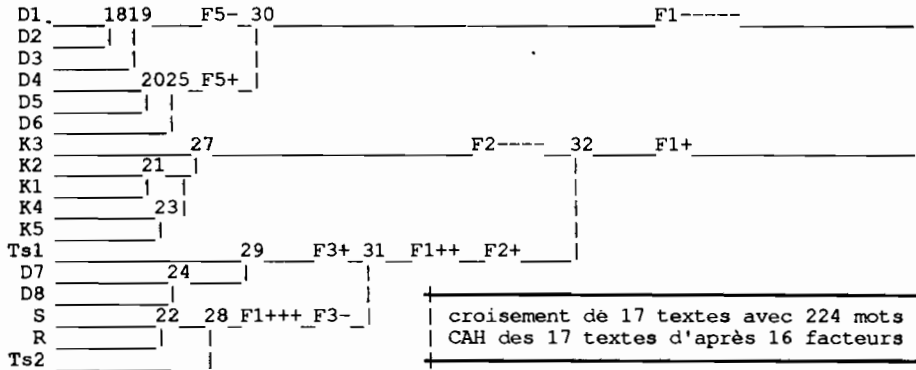 D1 1819 F5- 30 F1-----
D2
D3
D4 2025 F5+
D5
D6
K3 27 F2---- 32 F1+
K2 21
K1
K4 23
K5
Ts1 29 F3+ 31 F1++ F2+
D7 24
D8
S 22 28 F1+++ F3-
R
Ts2
croisement de 17 textes avec 224 mots
CAH des 17 textes d'après 16 facteurs